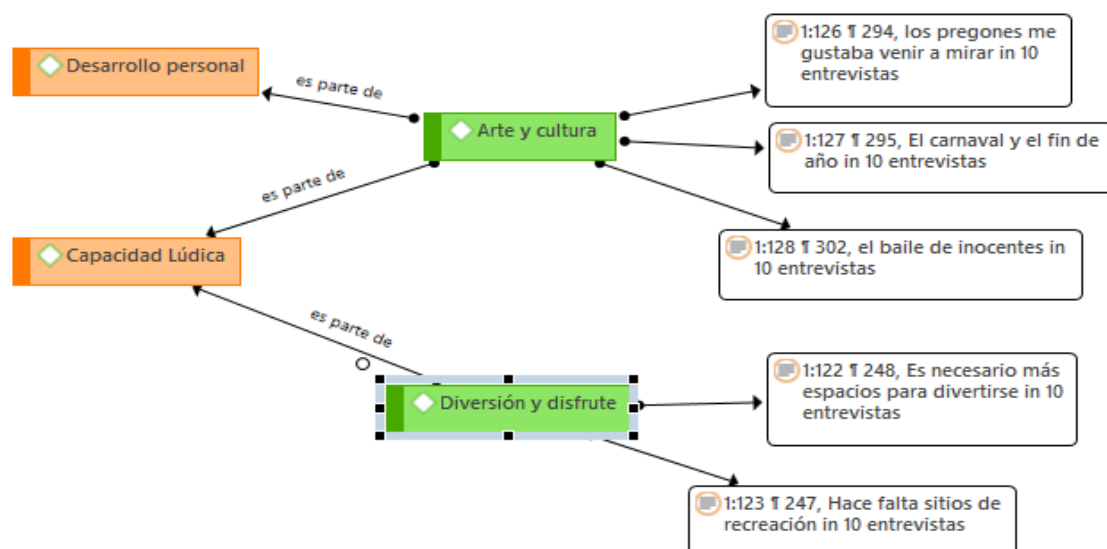 1:126 ¶ 294, los pregones me
gustaba venir a mirar in 10
entrevistas
Desarrollo personal
es parte de
Arte y cultura
1:127 ¶ 295, El carnaval y el fin de
año in 10 entrevistas
es parte de
Capacidad Lúdica
1:128 ¶ 302, el baile de inocentes in
10 entrevistas
es parte de
Diversión y disfrute
1:122 ¶ 248, Es necesario más
espacios para divertirse in 10
entrevistas
1:123 ¶ 247, Hace falta sitios de
recreación in 10 entrevistas